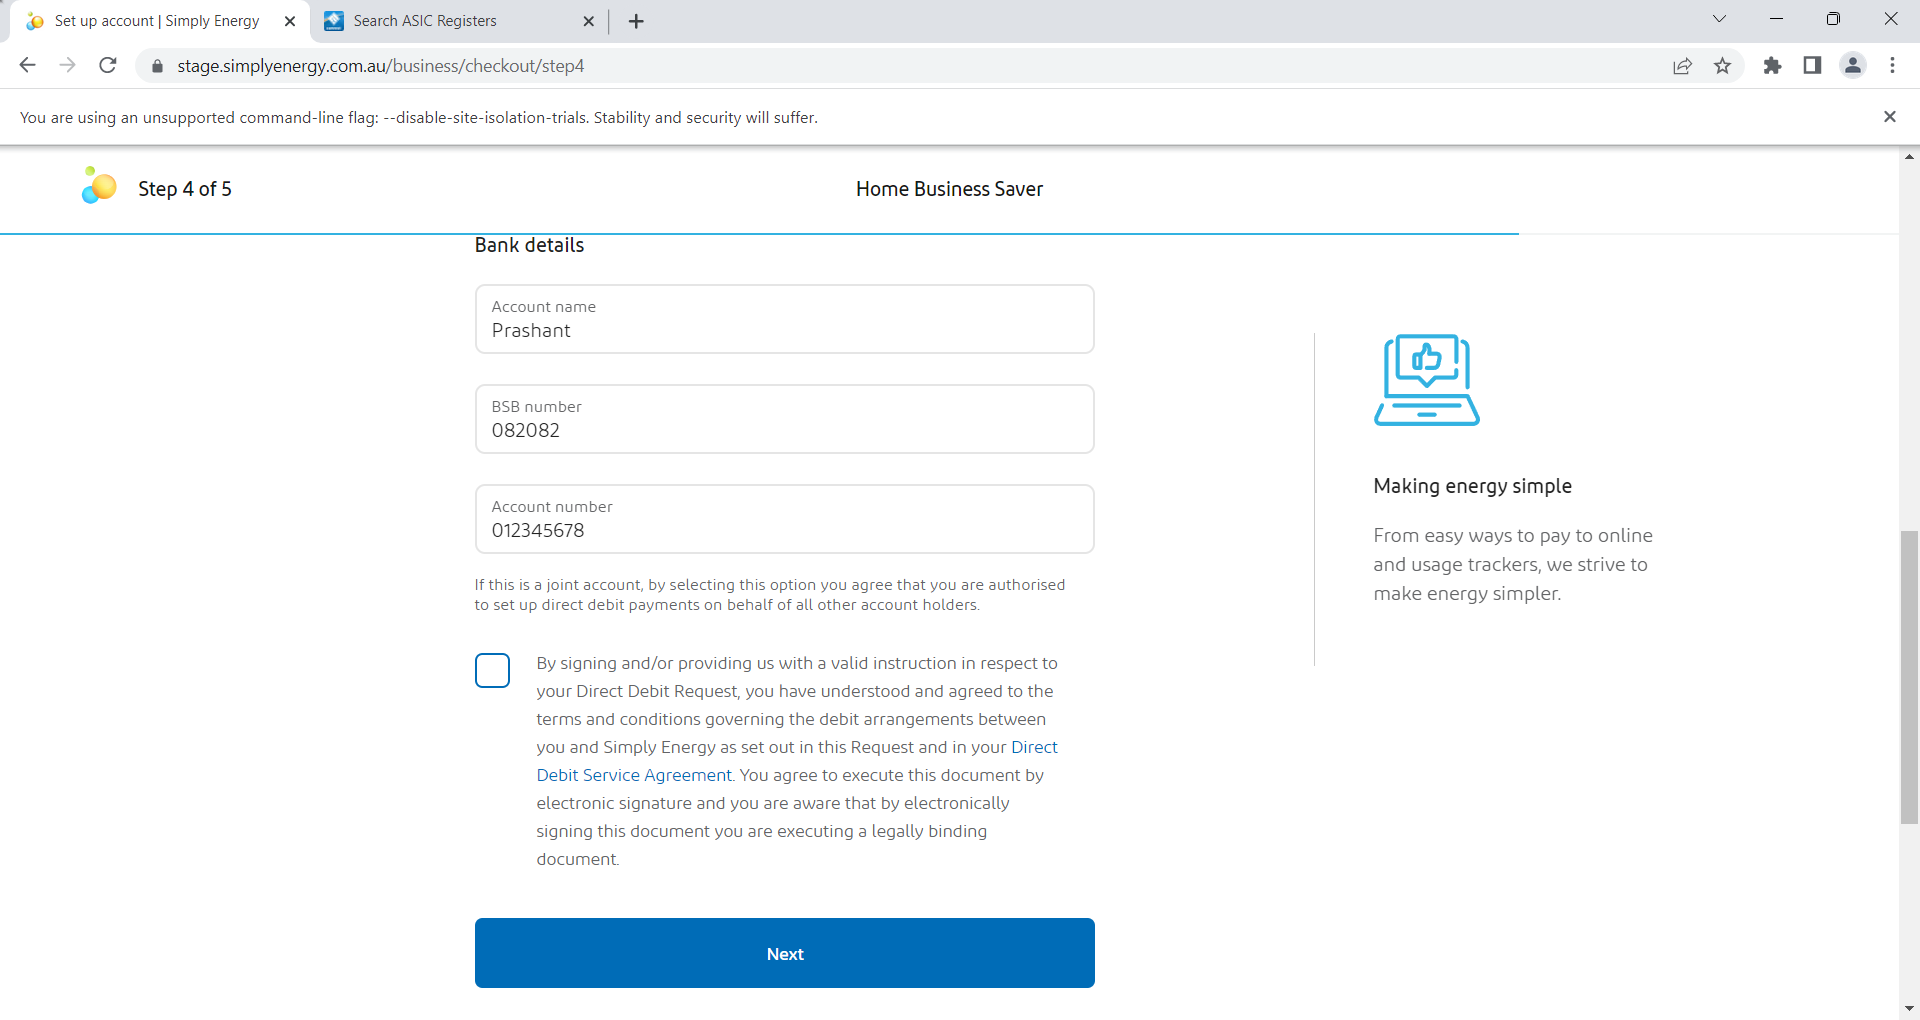 Set up account | Simply Energy
Search ASIC Registers
stage.simplyenergy.com.au/business/checkout/step4
You are using an unsupported command-line flag: --disable-site-isolation-trials. Stability and security will suffer.
Step 4 of 5
Home Business Saver
Bank details
Account name
Prashant
BSB number
082082
Account number
012345678
If this is a joint account, by selecting this option you agree that you are authorised
to set up direct debit payments on behalf of all other account holders.
By signing and/or providing us with a valid instruction in respect to
your Direct Debit Request, you have understood and agreed to the
terms and conditions governing the debit arrangements between
you and Simply Energy as set out in this Request and in your Direct
Debit Service Agreement. You agree to execute this document by
electronic signature and you are aware that by electronically
signing this document you are executing a legally binding
document.
Next
Making energy simple
From easy ways to pay to online
and usage trackers, we strive to
make energy simpler.